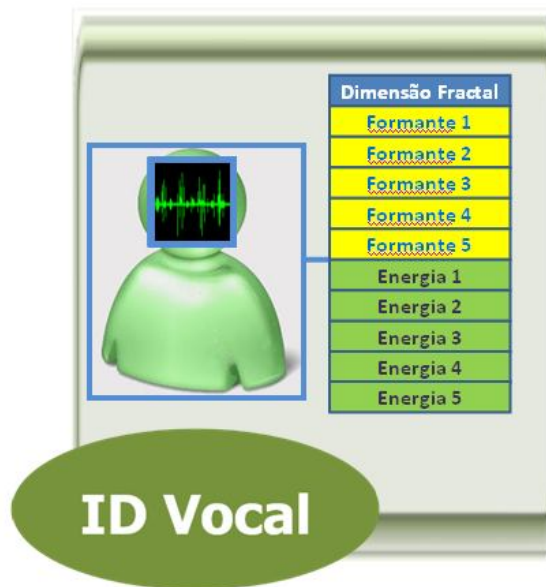 Dimensão Fractal
Formante 1
Formante 2
Formante 3
Formante 4
Formante 5
Energia 1
Energia 2
Energia 3
Energia 4
Energia 5
ID Vocal